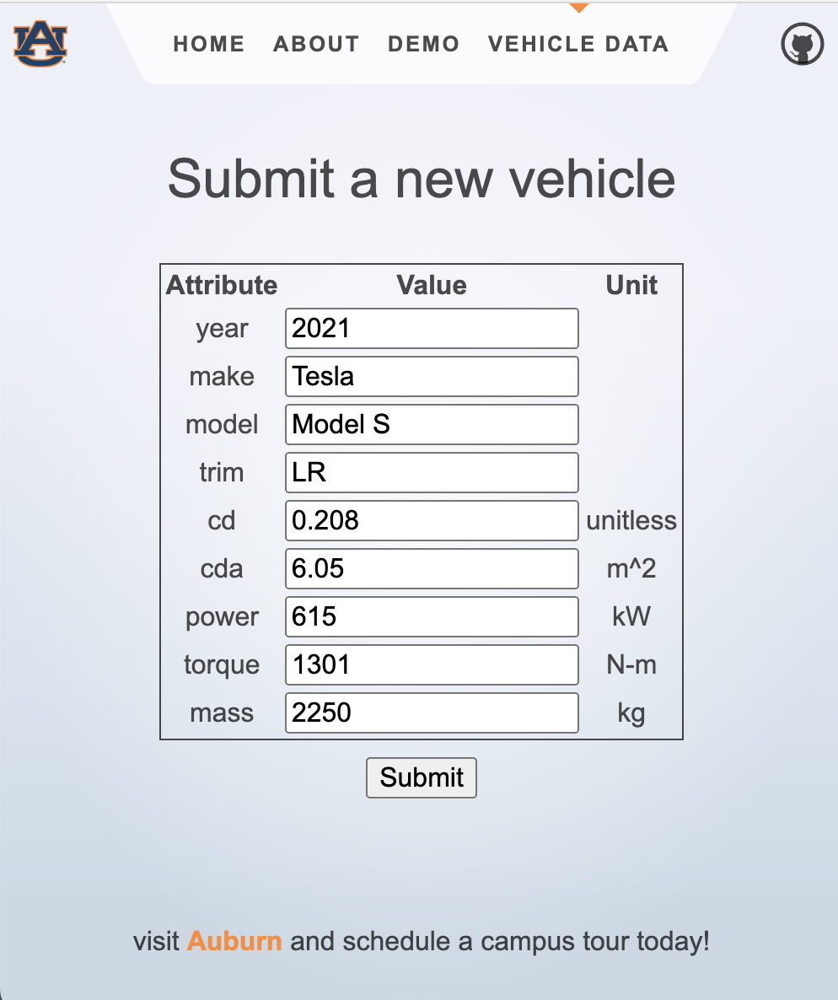 HOME ABOUT DEMO VEHICLE DATA
Submit a new vehicle
Attribute Value Unit
year 2021
make Tesla
model Model S
trim LR
cd 0.208 unitless
cda 6.05 m^2
power 615 kW
torque 1301 N-m
mass 2250 kg
Submit
visit Auburn and schedule a campus tour today!